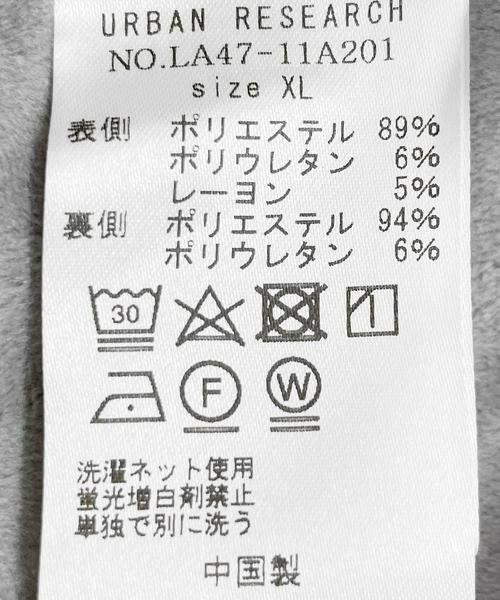 URBAN RESEARCH
NO.LA47-11A201
size XL
表側 ポリエステル 89%
ポリウレタン 6%
レーヨン 5%
裏側 ポリエステル 94%
ポリウレタン 6%
30
F W
洗濯ネット使用
蛍光増白剤禁止
単独で別に洗う
中国製